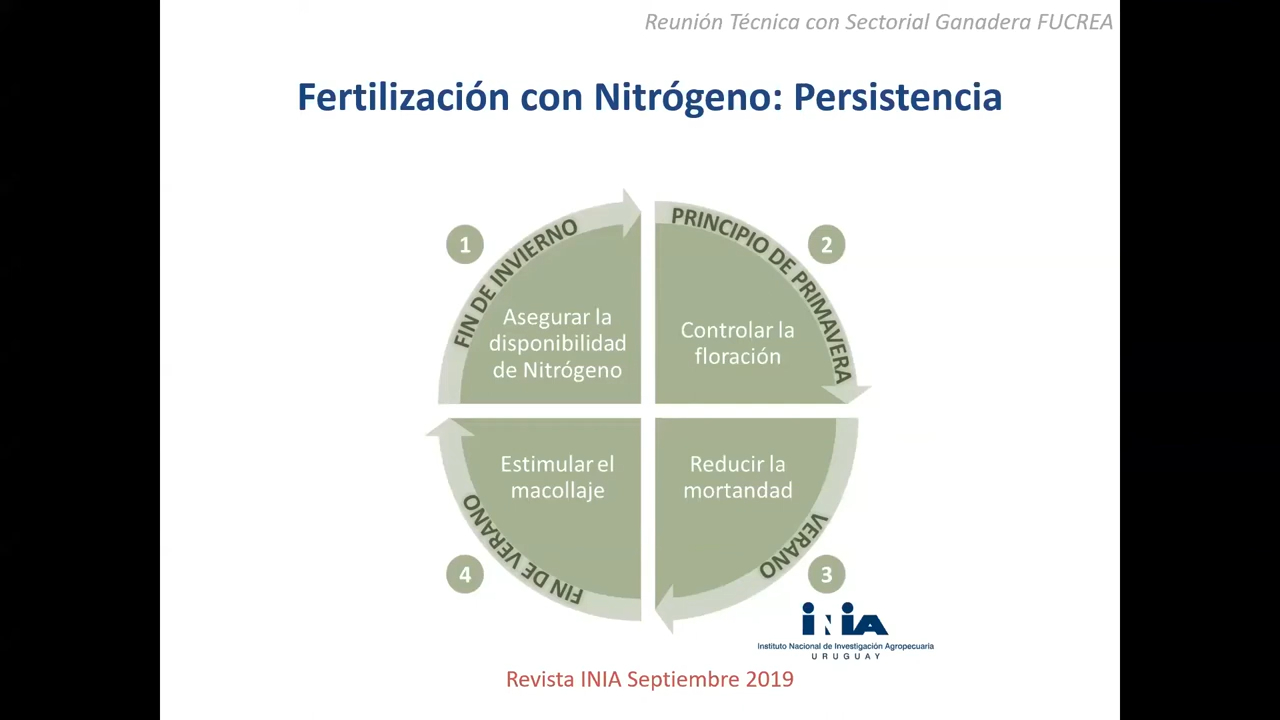 Reunión Técnica con Sectorial Ganadera FUCREA
Fertilización con Nitrógeno: Persistencia
1
FIN DE INVIERNO
Asegurar la
disponibilidad
de Nitrógeno
2
PRINCIPIO DE PRIMAVERA
Controlar la
floración
Estimular el
macollaje
FIN DE VERANO
4
Reducir la
mortandad
VERANO
3
INIA
Instituto Nacional de Investigación Agropecuaria
URUGUAY
Revista INIA Septiembre 2019